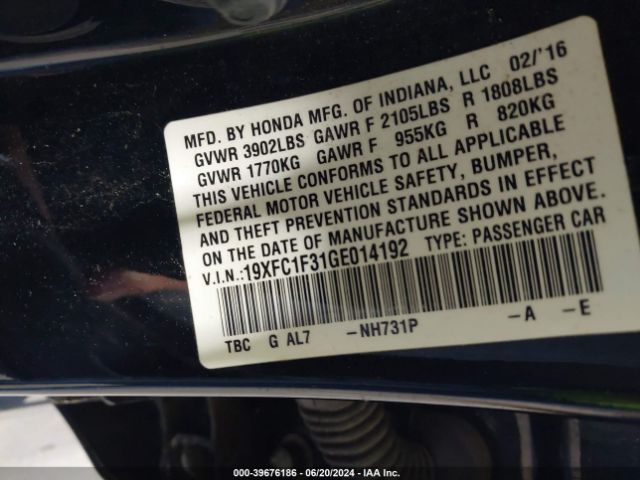 MFD. BY HONDA MFG. OF INDIANA, LLC 02/'16
GVWR 3902LBS GAWR F 2105LBS R 1808LBS
GVWR 1770KG GAWR F 955KG R 820KG
THIS VEHICLE CONFORMS TO ALL APPLICABLE
FEDERAL MOTOR VEHICLE SAFETY, BUMPER,
AND THEFT PREVENTION STANDARDS IN EFFECT
ON THE DATE OF MANUFACTURE SHOWN ABOVE.
V.I.N.:19XFC1F31GE014192 TYPE: PASSENGER CAR
TBC G AL7 -NH731P -A -E
000-39676186 - 06/20/2024 - IAA Inc.